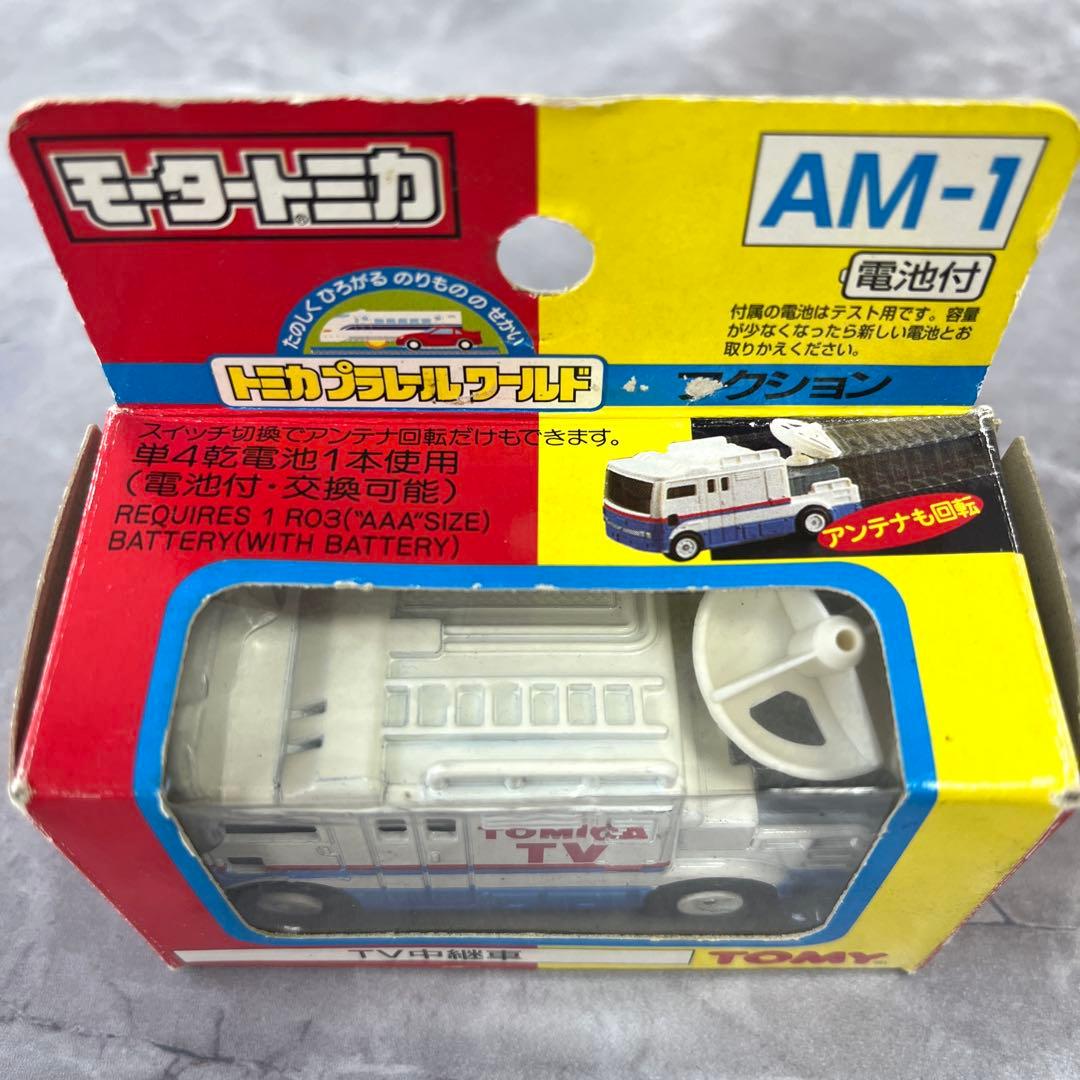 モータートミカ®
AM-1
電池付
付属の電池はテスト用です。容量
が少なくなったら新しい電池とお
取りかえください。
たのしく ひろがる のりもの の せかい
トミカプラレールワールド
アクション
スイッチ切換でアンテナ回転だけもできます。
単4乾電池1本使用
（電池付・交換可能）
REQUIRES 1 R03("AAA"SIZE)
BATTERY(WITH BATTERY)
アンテナも回転
TOMICA
TV
TV中継車
TOMY